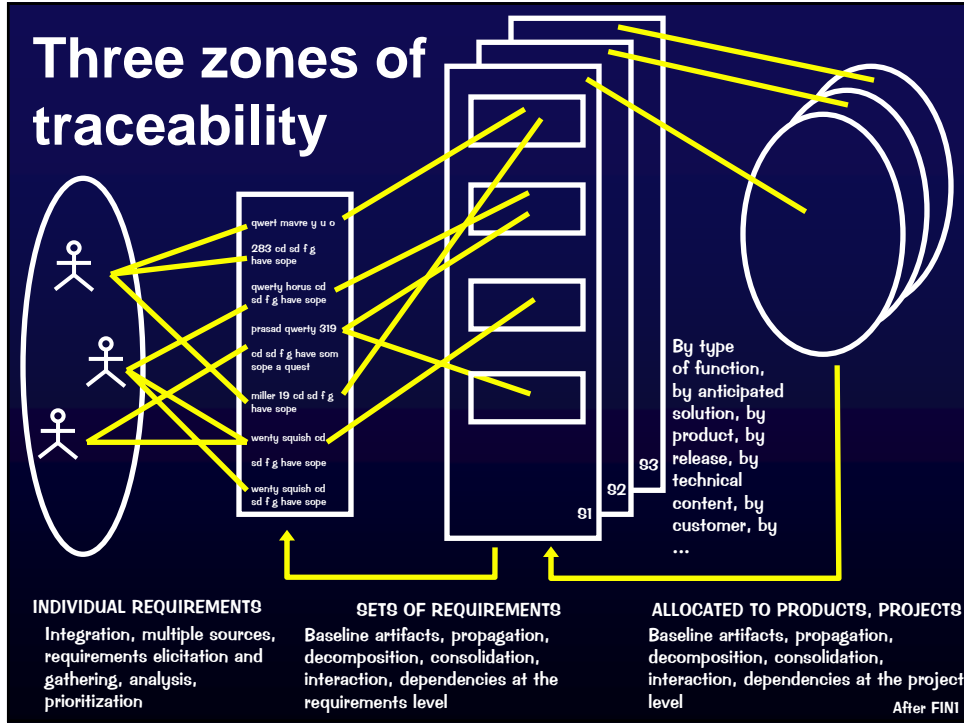 Three zones of
traceability
qwert mavre y u o
283 cd sd f g
have sope
qwerty horus cd
sd f g have sope
prasad qwerty 319
cd sd f g have som
sope a quest
miller 19 cd sd f g
have sope
wenty squish cd
sd f g have sope
wenty squish cd
sd f g have sope
S1
S2
S3
By type
of function,
by anticipated
solution, by
product, by
release, by
technical
content, by
customer, by
...
INDIVIDUAL REQUIREMENTS
Integration, multiple sources,
requirements elicitation and
gathering, analysis,
prioritization
SETS OF REQUIREMENTS
Baseline artifacts, propagation,
decomposition, consolidation,
interaction, dependencies at the
requirements level
ALLOCATED TO PRODUCTS, PROJECTS
Baseline artifacts, propagation,
decomposition, consolidation,
interaction, dependencies at the project
level
After FIN1